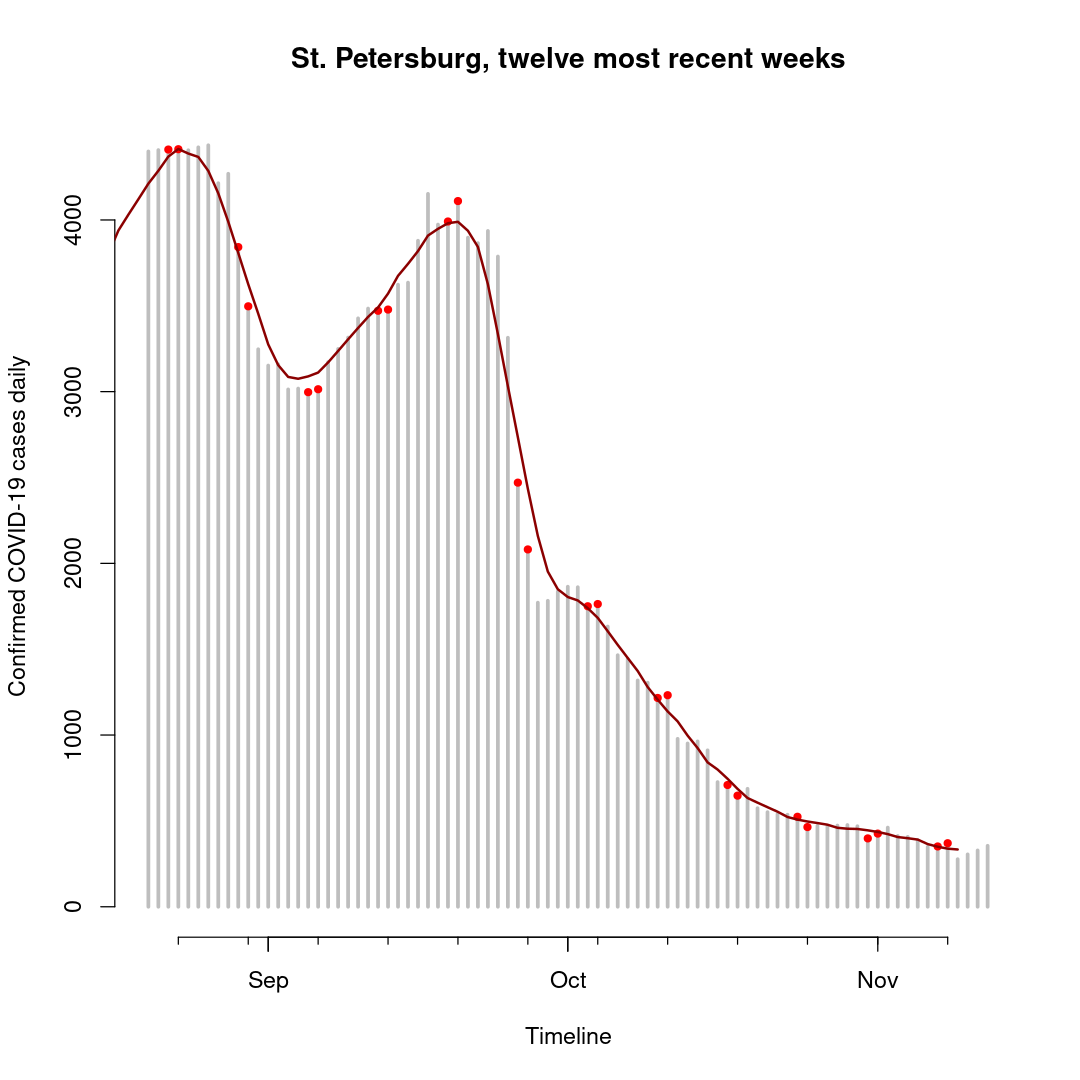 St. Petersburg, twelve most recent weeks
Confirmed COVID-19 cases daily
4000
3000
2000
1000
0
Sep Oct Nov
Timeline